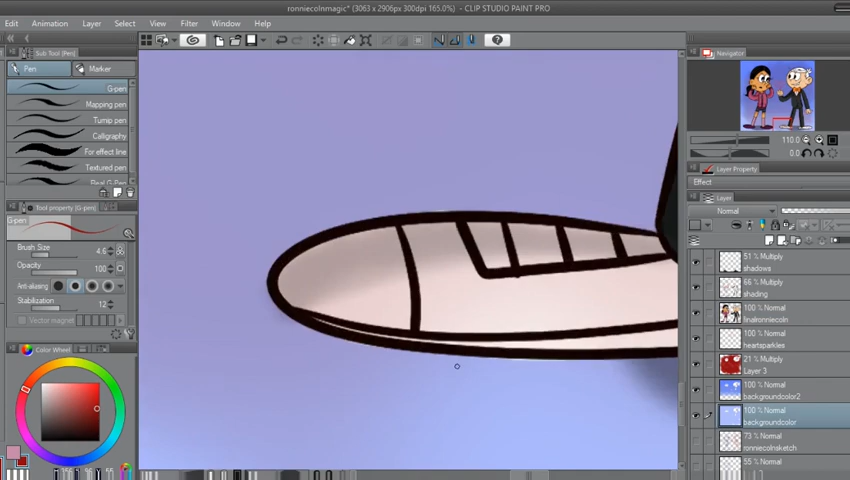 ronniecolnmagic* (3063 x 2906px 300dpi 165.0%) - CLIP STUDIO PAINT PRO
File Animation Layer Select View Filter Window Help
Sub Tool (Pen)
Pen Marker
G-pen
Mapping pen
Turnip pen
Calligraphy
For effect line
Textured pen
Real G-Pen
Tool property (G-pen)
G-pen
Brush Size 4.6
Opacity 100
Anti-aliasing
Stabilization 12
Vector magnet
Color Wheel
Navigator
110.0
0.0
Layer Property
Effect
Layer
Normal
51 % Multiply
shadows
66 % Multiply
shading
100 % Normal
finalronniecoln
100 % Normal
heartsparkles
21 % Multiply
Layer 3
100 % Normal
backgroundcolor2
100 % Normal
backgroundcolor
73 % Normal
ronniecolnsketch
55 % Normal